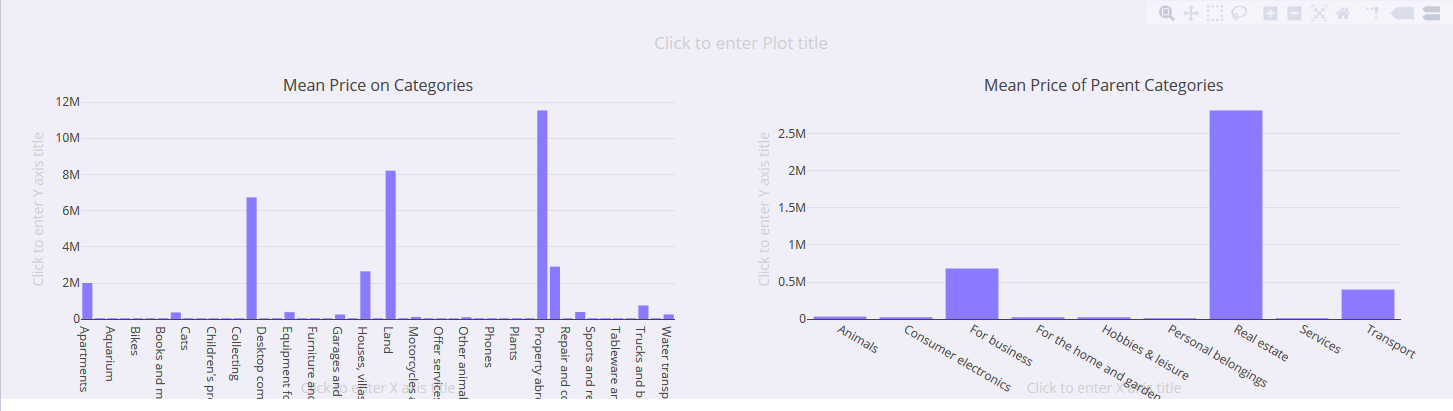 Click to enter Plot title
Mean Price on Categories
Mean Price of Parent Categories
Click to enter Y axis title
12M
10M
8M
6M
4M
2M
0
Apartments
Aquarium
Bikes
Books and m
Cats
Children's pr
Collecting
Desktop com
Equipment fo
Furniture and
Garages and
Houses, villas
Land
Motorcycles a
Offer services
Other animal
Phones
Plants
Property abro
Repair and co
Sports and re
Tableware an
Trucks and b
Water transp
Click to enter X axis title
Click to enter Y axis title
2.5M
2M
1.5M
1M
0.5M
0
Animals
Consumer electronics
For business
For the home and garden
Hobbies & leisure
Personal belongings
Real estate
Services
Transport
Click to enter X axis title